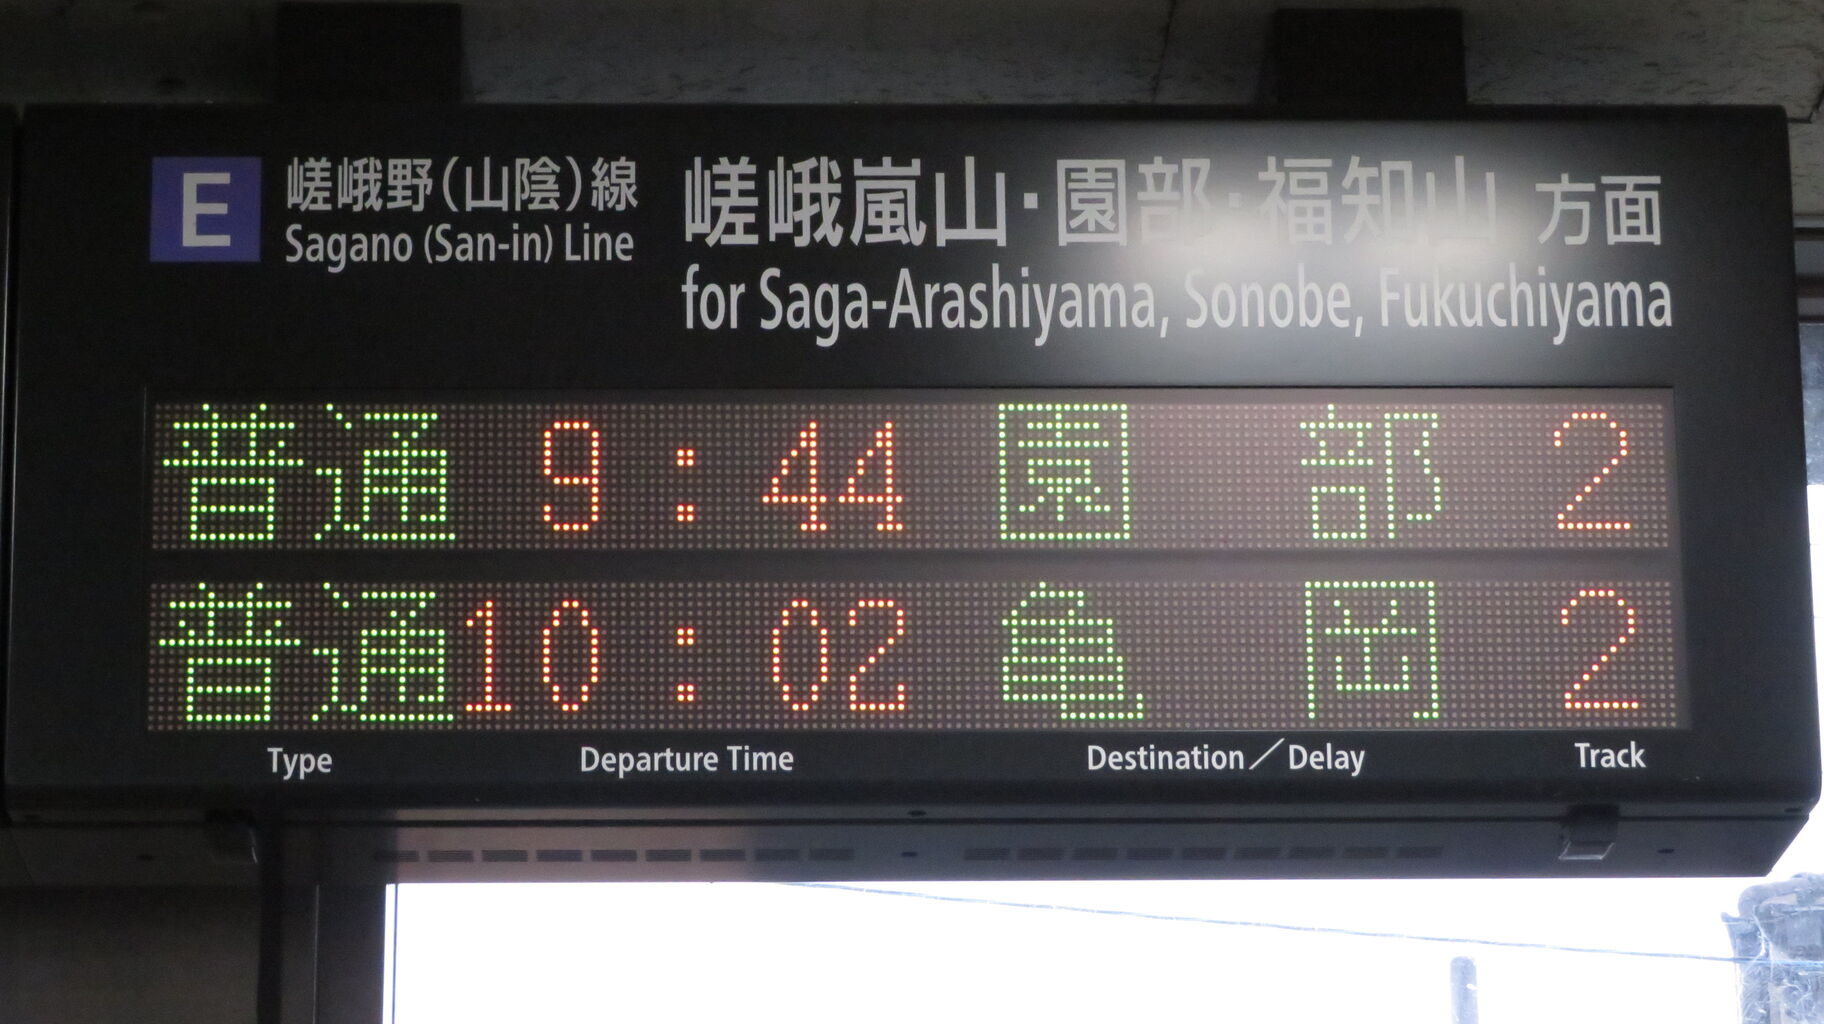 E 嵯峨野(山陰)線 嵯峨嵐山・園部・福知山 方面
Sagano (San-in) Line for Saga-Arashiyama, Sonobe, Fukuchiyama
普通 9:44 園部 2
普通 10:02 亀岡 2
Type Departure Time Destination／Delay Track